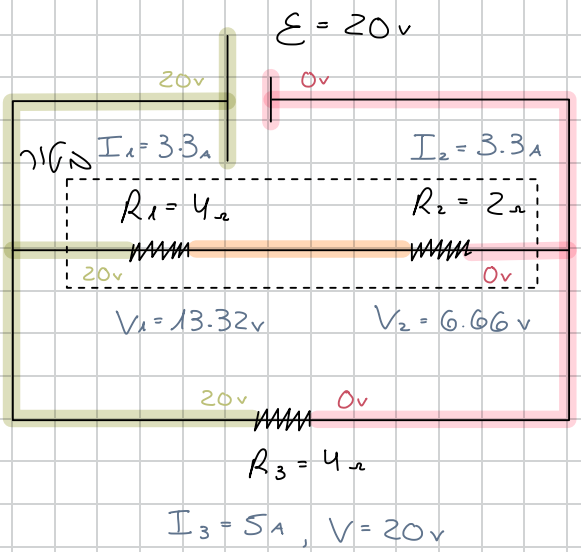 ε = 20v
20v 0v
I₁ = 3.3A I₂ = 3.3A
בטור
R₁ = 4Ω R₂ = 2Ω
20v 0v
V₁ = 13.32v V₂ = 6.66v
20v 0v
R₃ = 4Ω
I₃ = 5A , V = 20v